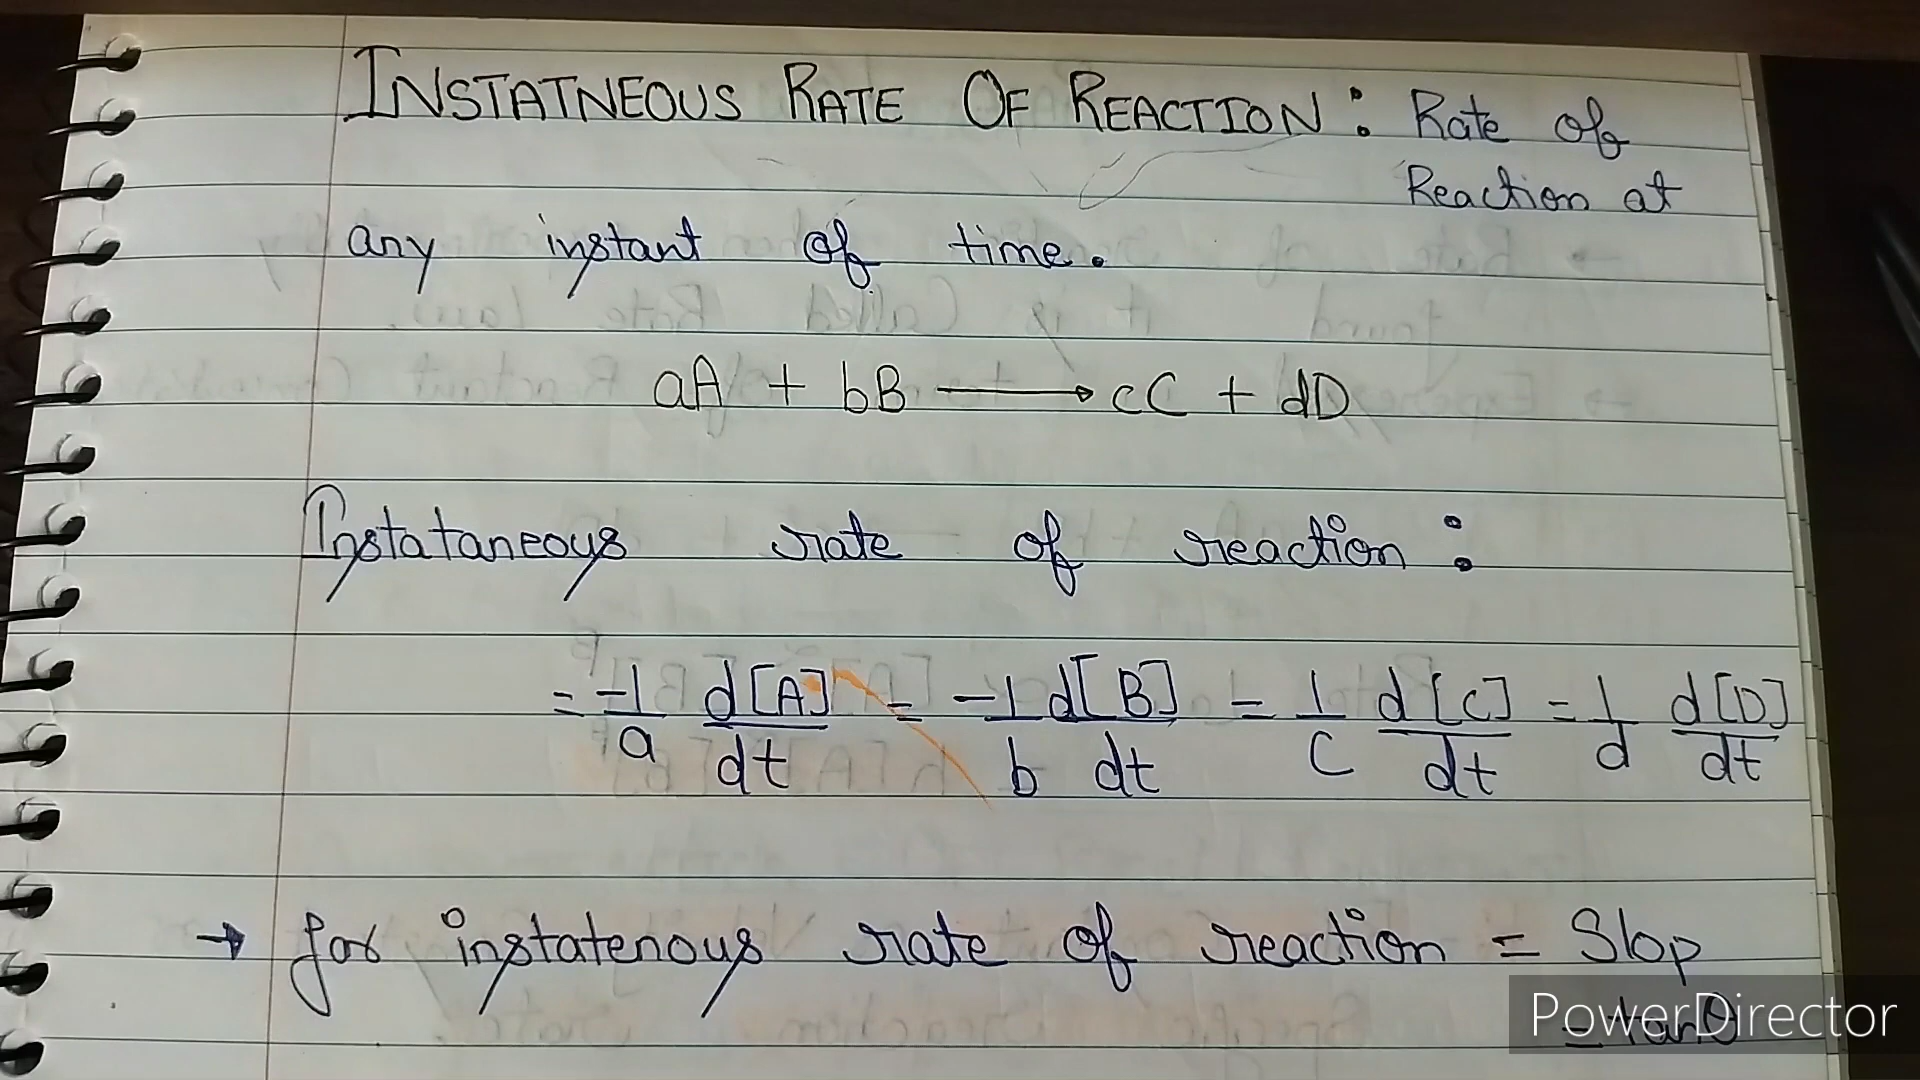 INSTATNEOUS RATE OF REACTION : Rate of
Reaction at
any instant of time.
aA + bB → cC + dD
Instataneous rate of reaction :
= -1/a d[A]/dt = -1/b d[B]/dt = 1/c d[C]/dt = 1/d d[D]/dt
→ for instatenous rate of reaction = Slop
= tanθ
PowerDirector